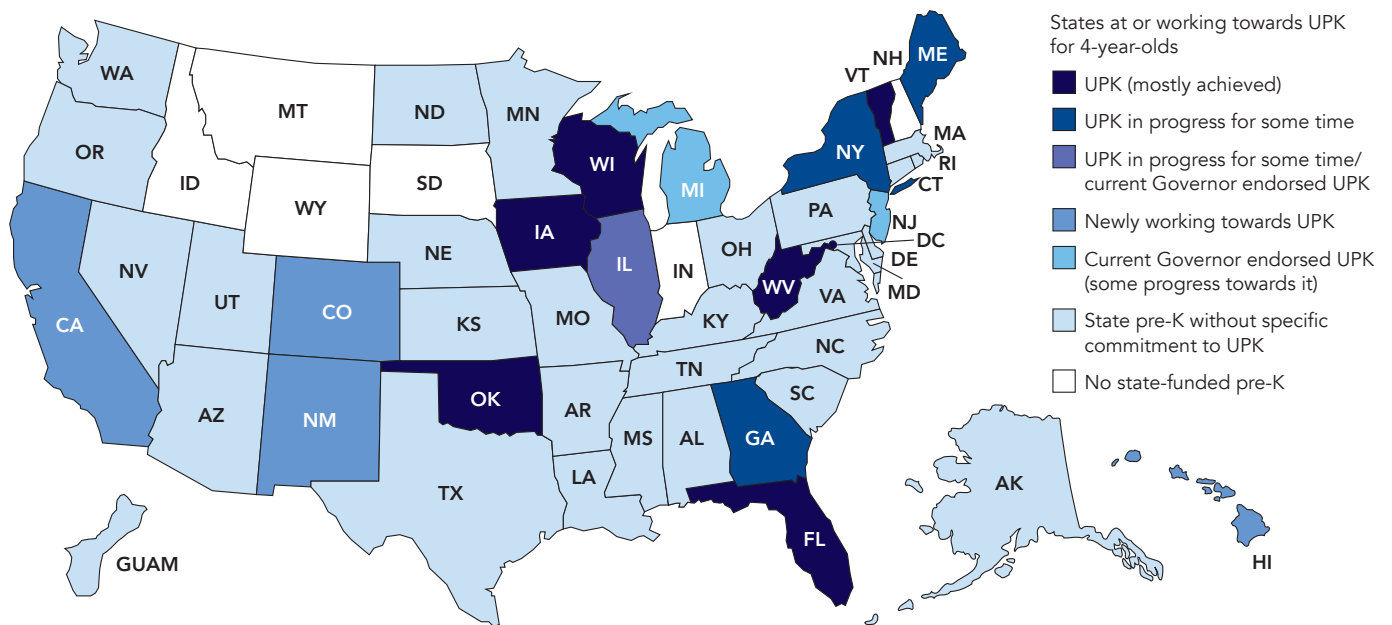 States at or working towards UPK
for 4-year-olds
UPK (mostly achieved)
UPK in progress for some time
UPK in progress for some time/
current Governor endorsed UPK
Newly working towards UPK
Current Governor endorsed UPK
(some progress towards it)
State pre-K without specific
commitment to UPK
No state-funded pre-K
WA
MT
ND
MN
OR
ID
WY
SD
WI
MI
NY
VT
NH
ME
MA
RI
CT
NJ
PA
DC
DE
MD
NV
UT
CO
NE
IA
IL
IN
OH
WV
VA
CA
KS
MO
KY
NC
TN
AZ
NM
OK
AR
SC
MS
AL
GA
TX
LA
FL
AK
HI
GUAM